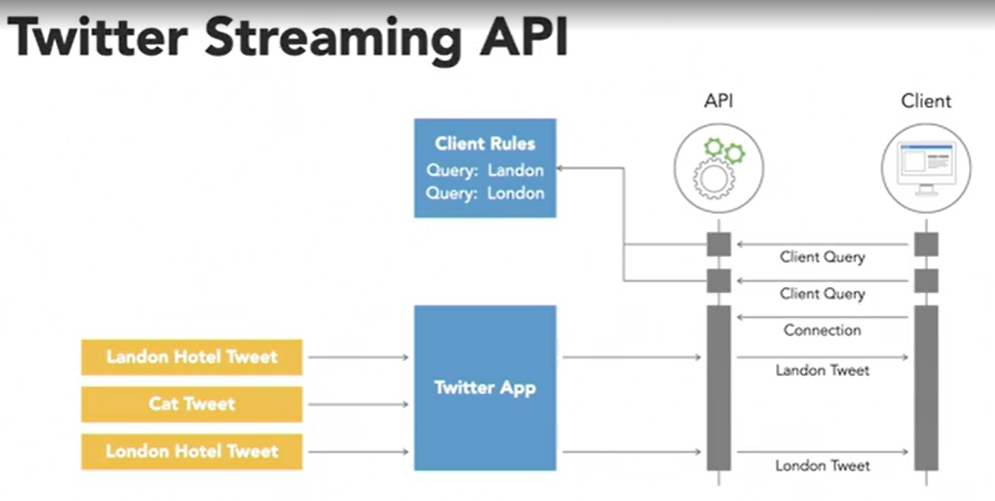 Twitter Streaming API
API
Client
Client Rules
Query: Landon
Query: London
Client Query
Client Query
Connection
Landon Hotel Tweet
Cat Tweet
London Hotel Tweet
Twitter App
Landon Tweet
London Tweet